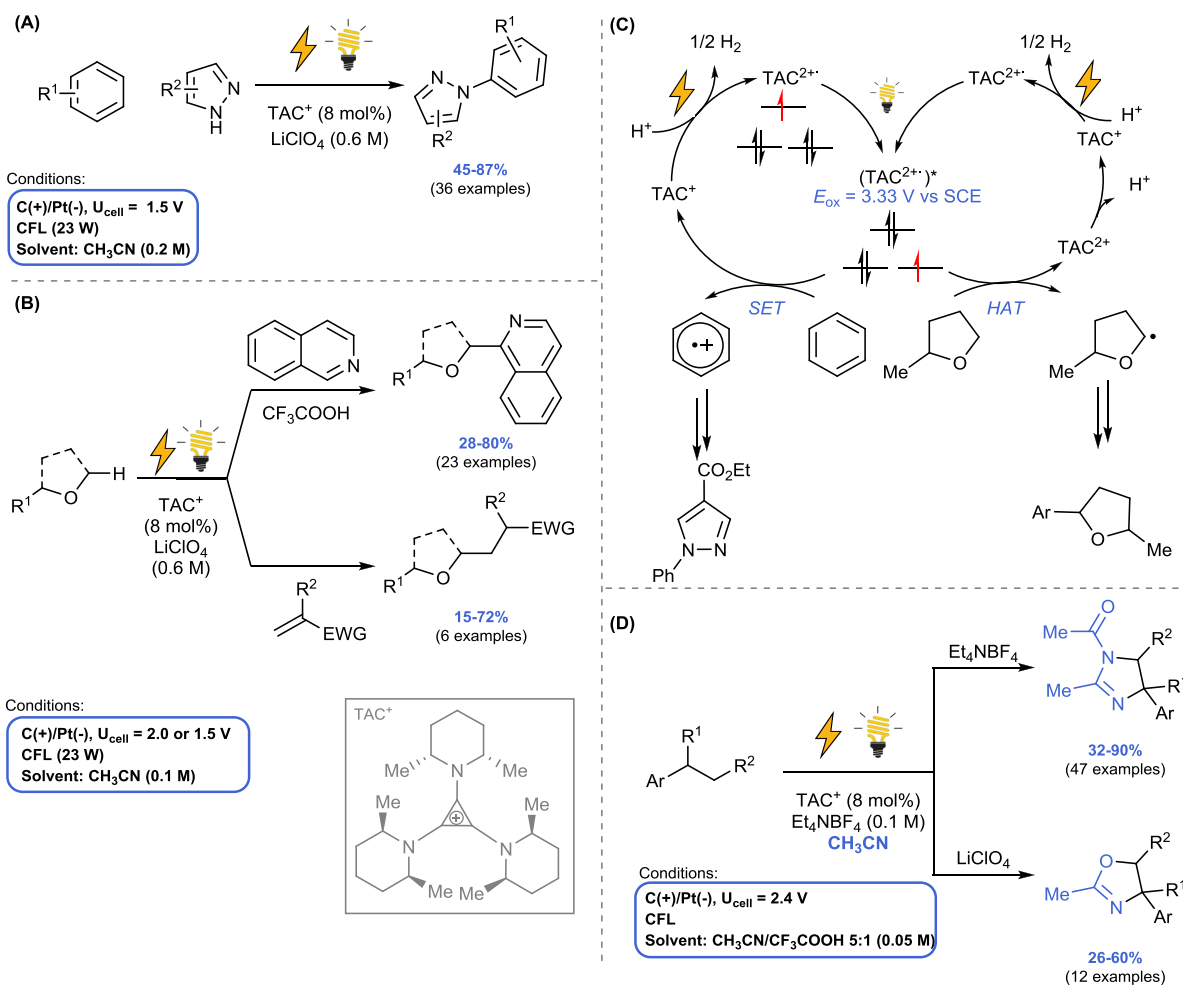 (A)
R1
R2
N
N
H
TAC+ (8 mol%)
LiClO4 (0.6 M)
R1
N
N
R2
45-87%
(36 examples)
Conditions:
C(+)/Pt(-), Ucell = 1.5 V
CFL (23 W)
Solvent: CH3CN (0.2 M)
(B)
R1
O
H
TAC+
(8 mol%)
LiClO4
(0.6 M)
N
CF3COOH
R1
O
N
28-80%
(23 examples)
R2
EWG
R1
O
R2
EWG
15-72%
(6 examples)
Conditions:
C(+)/Pt(-), Ucell = 2.0 or 1.5 V
CFL (23 W)
Solvent: CH3CN (0.1 M)
TAC+
Me
N
Me
Me
N
Me
Me
N
Me
(C)
1/2 H2
TAC2+·
H+
TAC+
1/2 H2
TAC2+·
H+
TAC+
H+
TAC2+
(TAC2+·)*
Eox = 3.33 V vs SCE
SET
HAT
•+
Me
O
Me
O
•
CO2Et
N
N
Ph
Ar
O
Me
(D)
Ar
R1
R2
TAC+ (8 mol%)
Et4NBF4 (0.1 M)
CH3CN
Et4NBF4
O
Me
N
R2
Me
N
R1
Ar
32-90%
(47 examples)
LiClO4
O
R2
Me
N
R1
Ar
26-60%
(12 examples)
Conditions:
C(+)/Pt(-), Ucell = 2.4 V
CFL
Solvent: CH3CN/CF3COOH 5:1 (0.05 M)